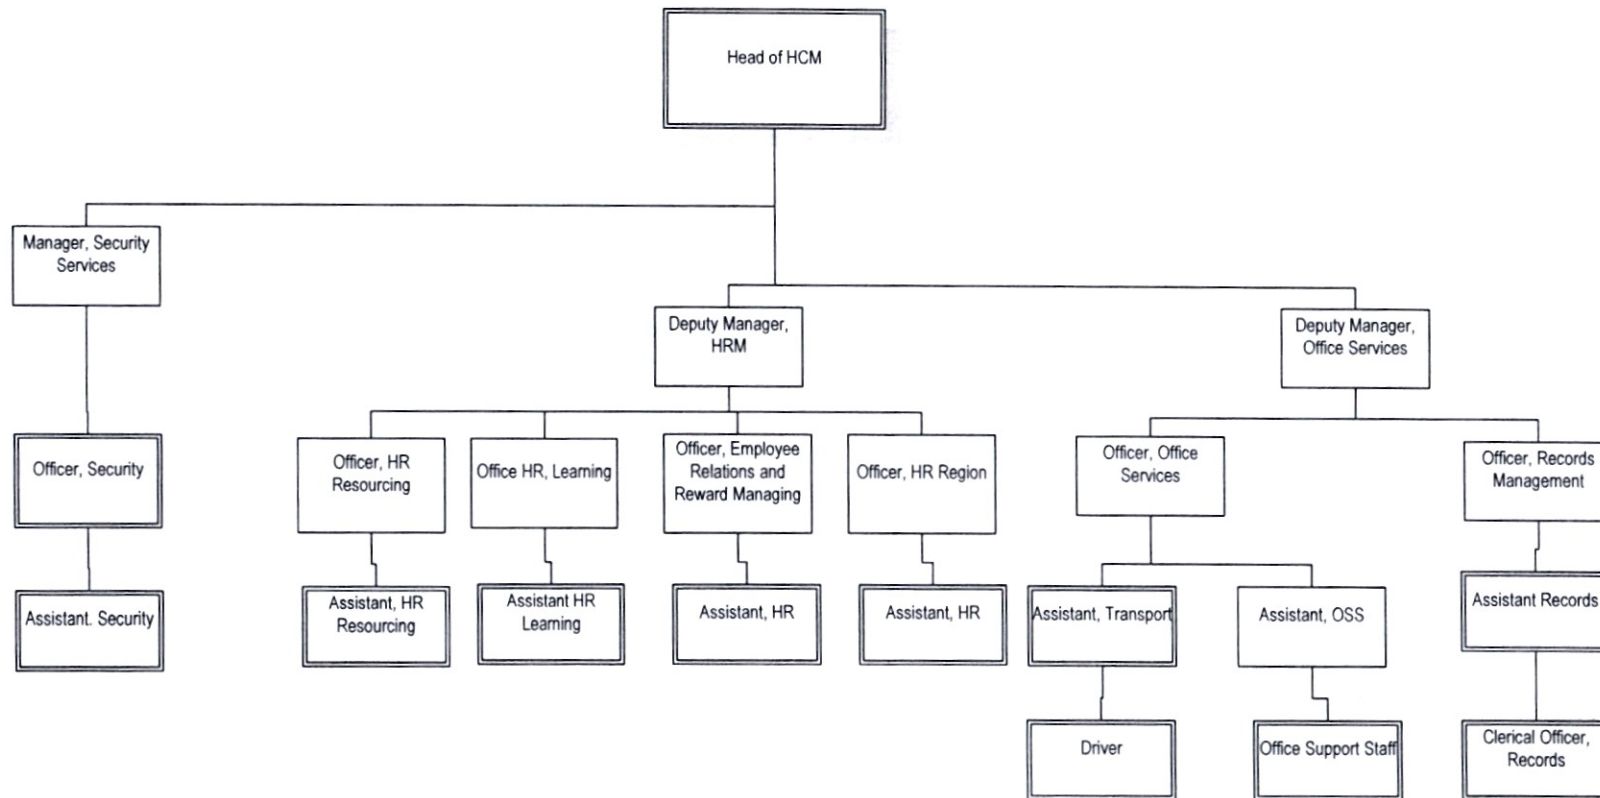 Head of HCM
Manager, Security
Services
Deputy Manager,
HRM
Deputy Manager,
Office Services
Officer, Security
Officer, HR
Resourcing
Office HR, Learning
Officer, Employee
Relations and
Reward Managing
Officer, HR Region
Officer, Office
Services
Officer, Records
Management
Assistant. Security
Assistant, HR
Resourcing
Assistant HR
Learning
Assistant, HR
Assistant, HR
Assistant, Transport
Assistant, OSS
Assistant Records
Driver
Office Support Staff
Clerical Officer,
Records